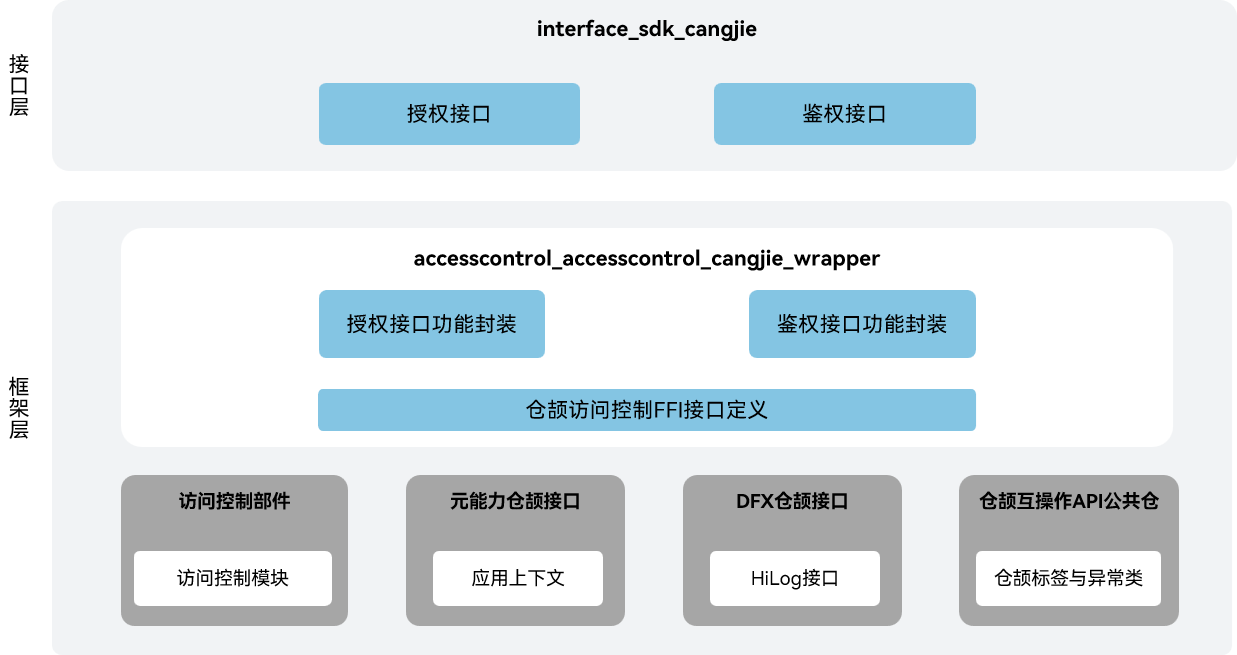 接口层
interface_sdk_cangjie
授权接口
鉴权接口
框架层
accesscontrol_accesscontrol_cangjie_wrapper
授权接口功能封装
鉴权接口功能封装
仓颉访问控制FFI接口定义
访问控制部件
访问控制模块
元能力仓颉接口
应用上下文
DFX仓颉接口
HiLog接口
仓颉互操作API公共仓
仓颉标签与异常类